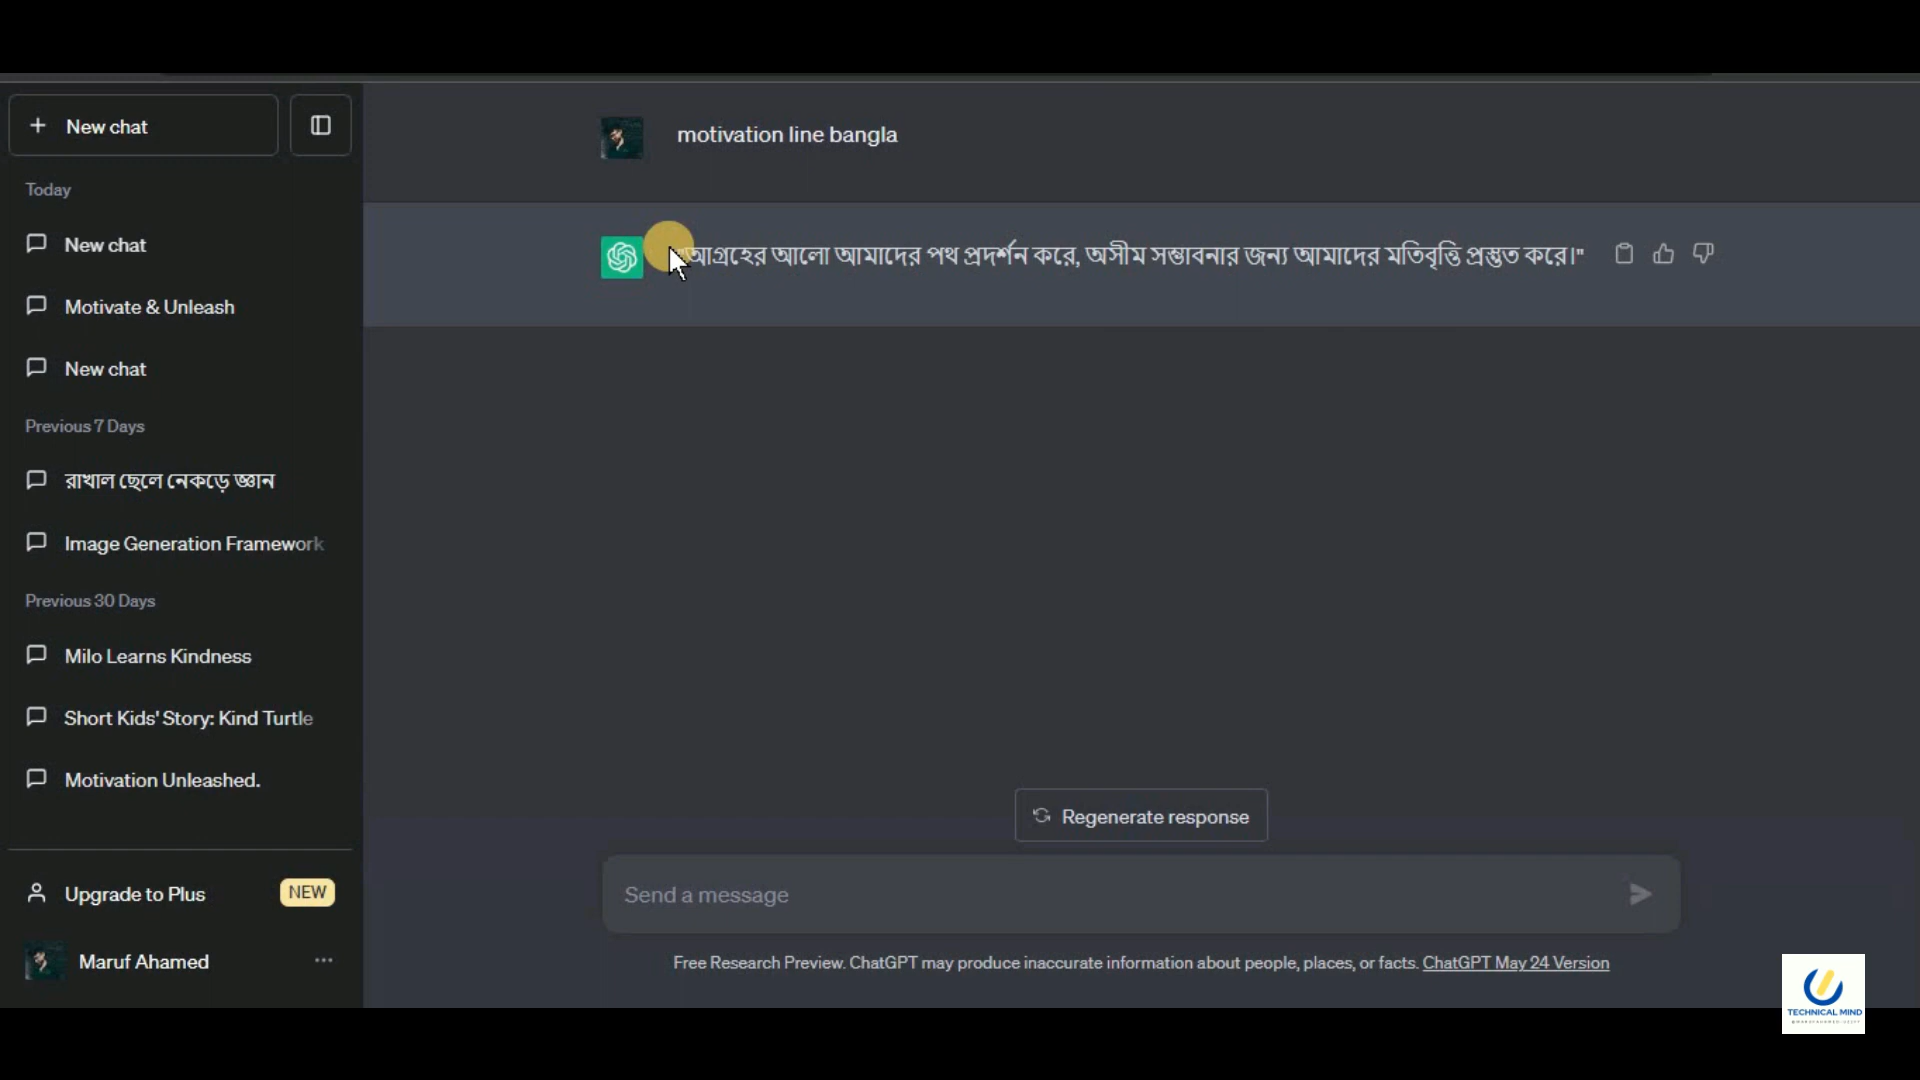 New chat
Today
New chat
Motivate & Unleash
New chat
Previous 7 Days
রাখাল ছেলে নেকড়ে জ্ঞান
Image Generation Framework
Previous 30 Days
Milo Learns Kindness
Short Kids' Story: Kind Turtle
Motivation Unleashed.
Upgrade to Plus NEW
Maruf Ahamed
motivation line bangla
"আগ্রহের আলো আমাদের পথ প্রদর্শন করে, অসীম সম্ভাবনার জন্য আমাদের মতিবৃত্তি প্রস্তুত করে।"
Regenerate response
Send a message
Free Research Preview. ChatGPT may produce inaccurate information about people, places, or facts. ChatGPT May 24 Version
TECHNICAL MIND